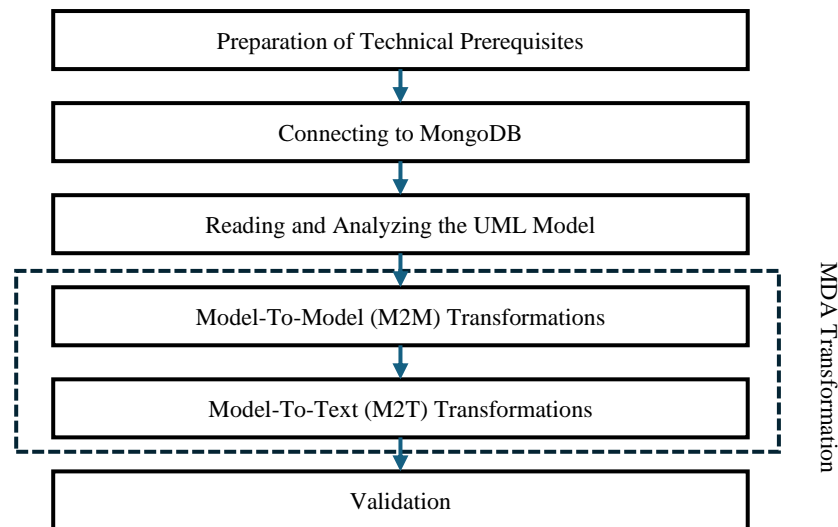 Preparation of Technical Prerequisites
Connecting to MongoDB
Reading and Analyzing the UML Model
Model-To-Model (M2M) Transformations
Model-To-Text (M2T) Transformations
MDA Transformation
Validation